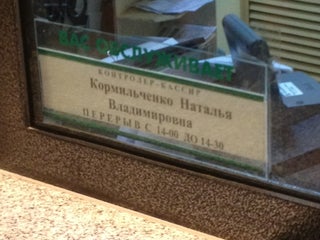 ВАС ОБСЛУЖИВАЕТ
КОНТРОЛЕР-КАССИР
Кормильченко Наталья
Владимировна
ПЕРЕРЫВ С 14-00 ДО 14-30